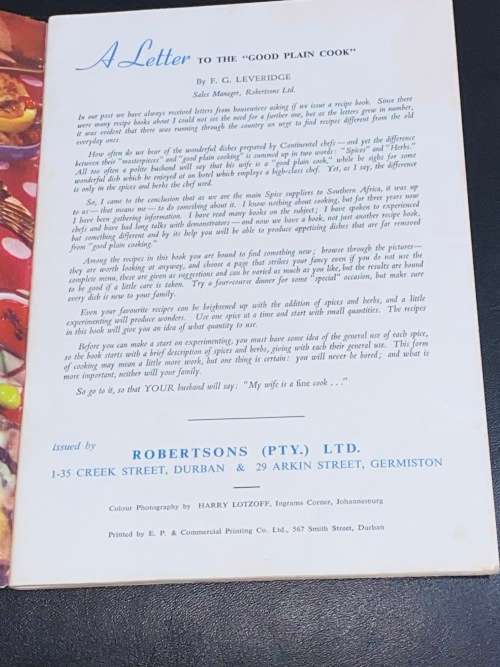 A Letter TO THE "GOOD PLAIN COOK"
By F. G. LEVERIDGE
Sales Manager, Robertsons Ltd.
In our post we have always received letters from housewives asking if we issue a recipe book. Since there
were many recipe books about I could not see the need for a further one, but as the letters grew in number,
it was evident that there was running through the country an urge to find recipes different from the old
everyday ones.
How often do we hear of the wonderful dishes prepared by Continental chefs—and yet the difference
between their "masterpieces" and "good plain cooking" is summed up in two words: "Spices" and "Herbs."
All too often a polite husband will say that his wife is a "good plain cook," while he sighs for some
wonderful dish which he enjoyed at an hotel which employs a high-class chef. Yet, as I say, the difference
is only in the spices and herbs the chef used.
So, I came to the conclusion that as we are the main Spice suppliers to Southern Africa, it was up
to us—that means me—to do something about it. I know nothing about cooking, but for three years now
I have been gathering information. I have read many books on the subject; I have spoken to experienced
chefs and have had long talks with demonstrators—and now we have a book, not just another recipe book,
but something different and by its help you will be able to produce appetizing dishes that are far removed
from "good plain cooking."
Among the recipes in this book you are bound to find something new; browse through the pictures—
they are worth looking at anyway, and choose a page that strikes your fancy even if you do not use the
complete menu, these are given as suggestions and can be varied as much as you like, but the results are bound
to be good if a little care is taken. Try a four-course dinner for some "special" occasion, but make sure
every dish is new to your family.
Even your favourite recipes can be brightened up with the addition of spices and herbs, and a little
experimenting will produce wonders. Use one spice at a time and start with small quantities. The recipes
in this book will give you an idea of what quantity to use.
Before you can make a start on experimenting, you must have some idea of the general use of each spice,
so the book starts with a brief description of spices and herbs, giving with each their general use. This form
of cooking may mean a little more work, but one thing is certain: you will never be bored; and what is
more important, neither will your family.
So go to it, so that YOUR husband will say: "My wife is a fine cook . . ."
issued by
ROBERTSONS (PTY.) LTD.
1-35 CREEK STREET, DURBAN & 29 ARKIN STREET, GERMISTON
Colour Photography by HARRY LOTZOFF, Ingrams Corner, Johannesburg
Printed by E. P. & Commercial Printing Co. Ltd., 567 Smith Street, Durban